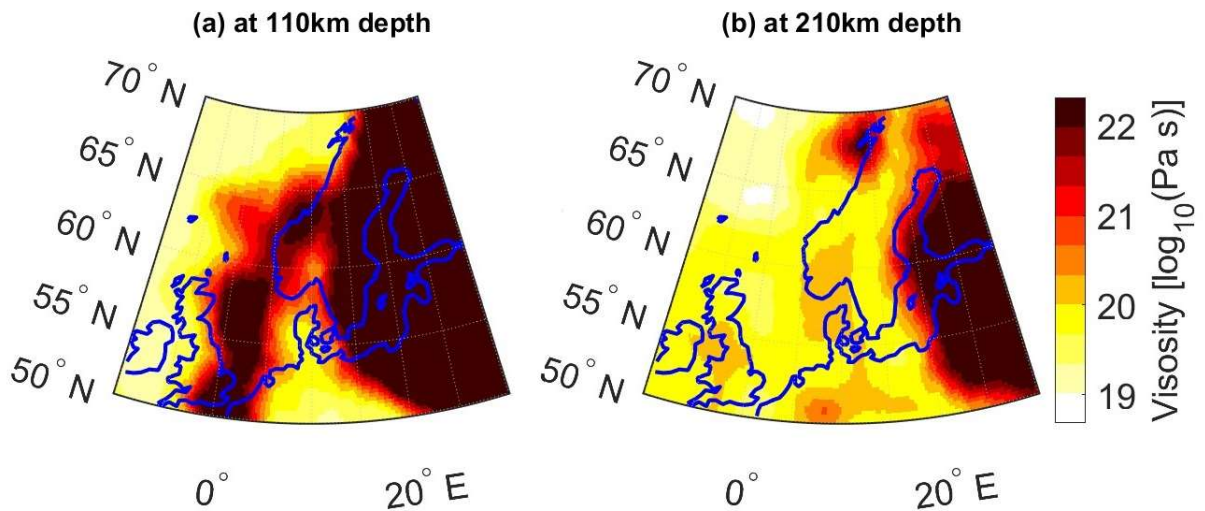 (a) at 110km depth
(b) at 210km depth
70°N
65°N
60°N
55°N
50°N
0°
20°E
70°N
65°N
60°N
55°N
50°N
0°
20°E
22
21
20
19
Visosity [log10(Pa s)]